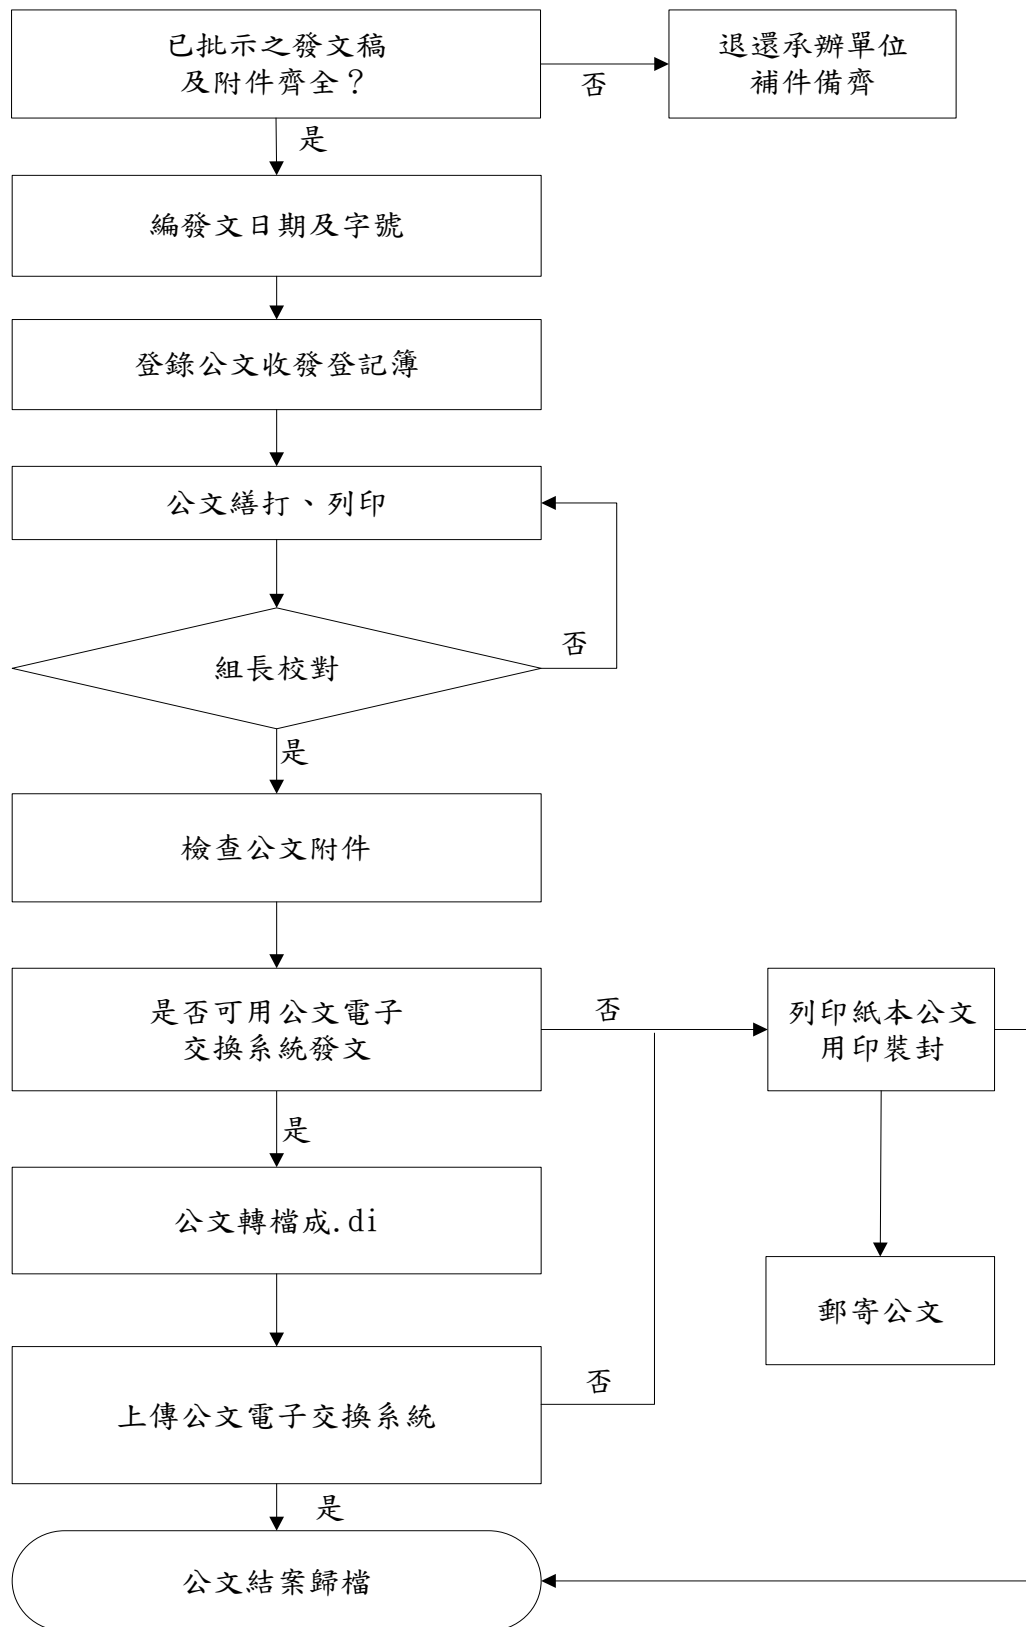 已批示之發文稿
及附件齊全？
否
退還承辦單位
補件備齊
是
編發文日期及字號
登錄公文收發登記簿
公文繕打、列印
組長校對
否
是
檢查公文附件
是否可用公文電子
交換系統發文
否
列印紙本公文
用印裝封
是
公文轉檔成.di
郵寄公文
上傳公文電子交換系統
否
是
公文結案歸檔